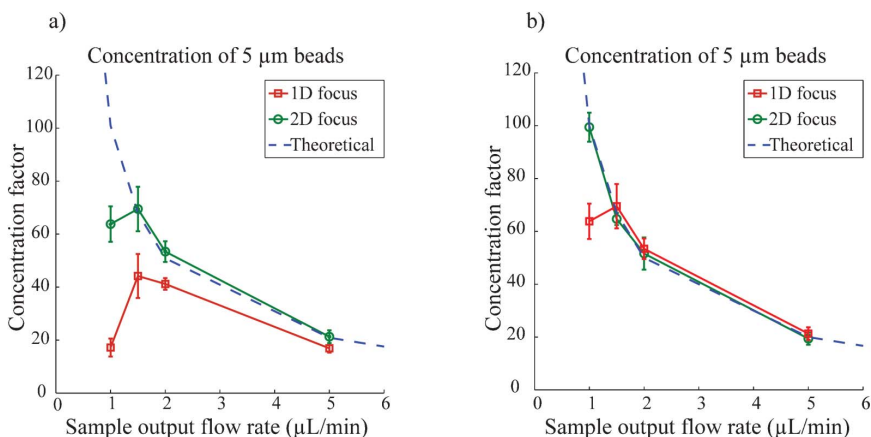 a)
Concentration of 5 µm beads
Concentration factor
120
100
80
60
40
20
0
0 1 2 3 4 5 6
Sample output flow rate (µL/min)
1D focus
2D focus
Theoretical
b)
Concentration of 5 µm beads
Concentration factor
120
100
80
60
40
20
0
0 1 2 3 4 5 6
Sample output flow rate (µL/min)
1D focus
2D focus
Theoretical